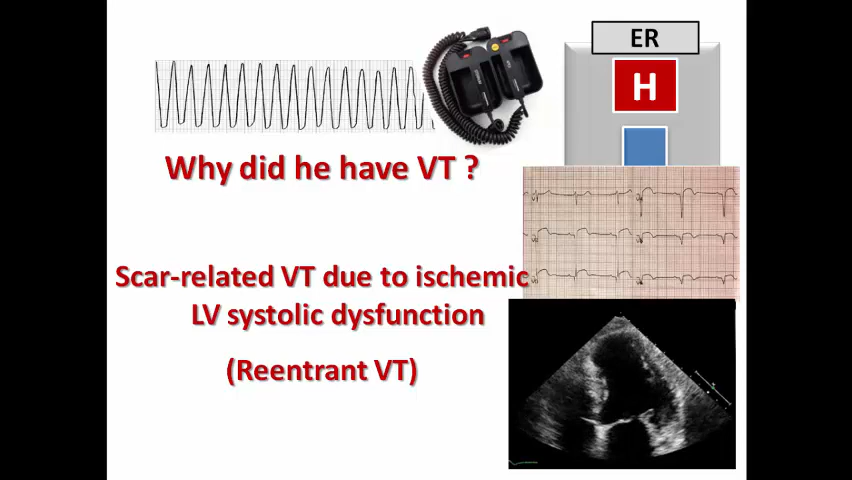 ER
H
Why did he have VT ?
Scar-related VT due to ischemic
LV systolic dysfunction
(Reentrant VT)